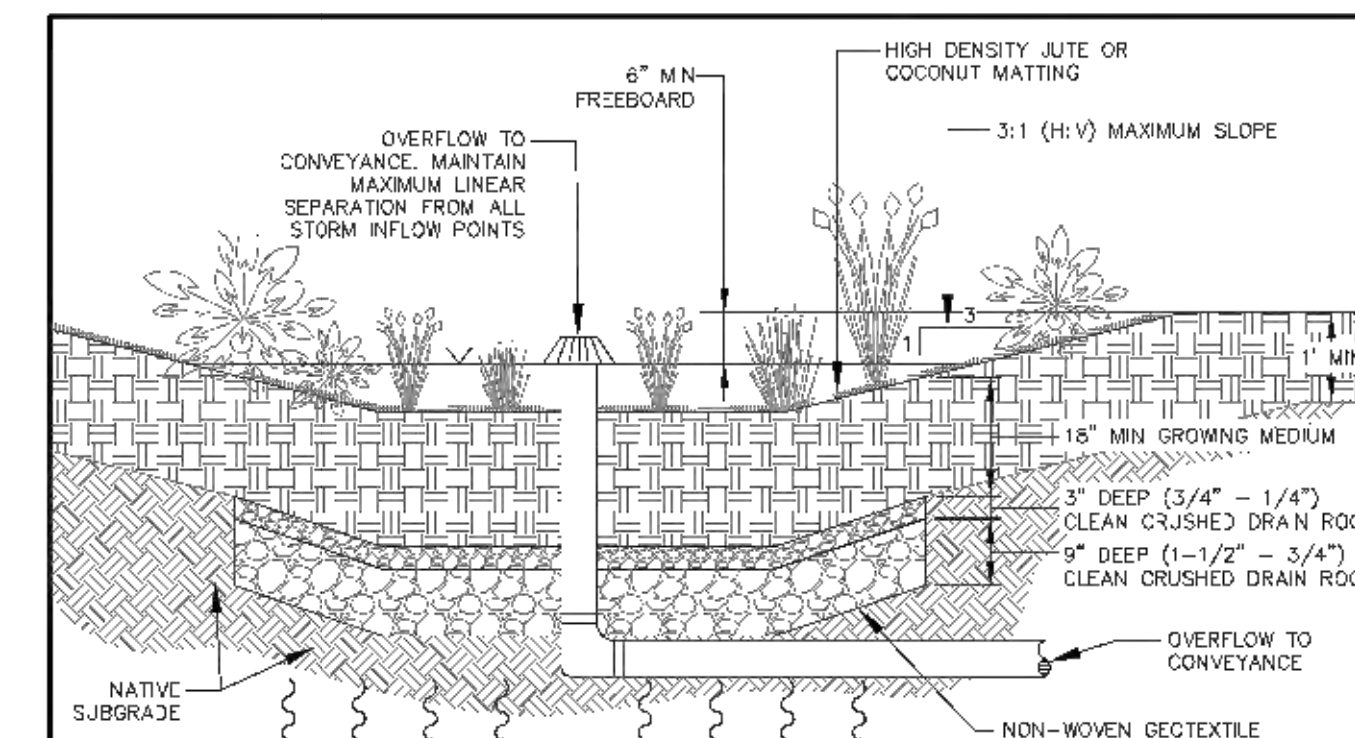 HIGH DENSITY JUTE OR
COCONUT MATTING
6" MIN
FREEBOARD
3:1 (H:V) MAXIMUM SLOPE
OVERFLOW TO
CONVEYANCE. MAINTAIN
MAXIMUM LINEAR
SEPARATION FROM ALL
STORM INFLOW POINTS
3
1
1' MIN
18" MIN GROWING MEDIUM
3" DEEP (3/4" - 1/4")
CLEAN CRUSHED DRAIN ROC
9" DEEP (1-1/2" - 3/4")
CLEAN CRUSHED DRAIN ROC
OVERFLOW TO
CONVEYANCE
NATIVE
SUBGRADE
NON-WOVEN GEOTEXTILE